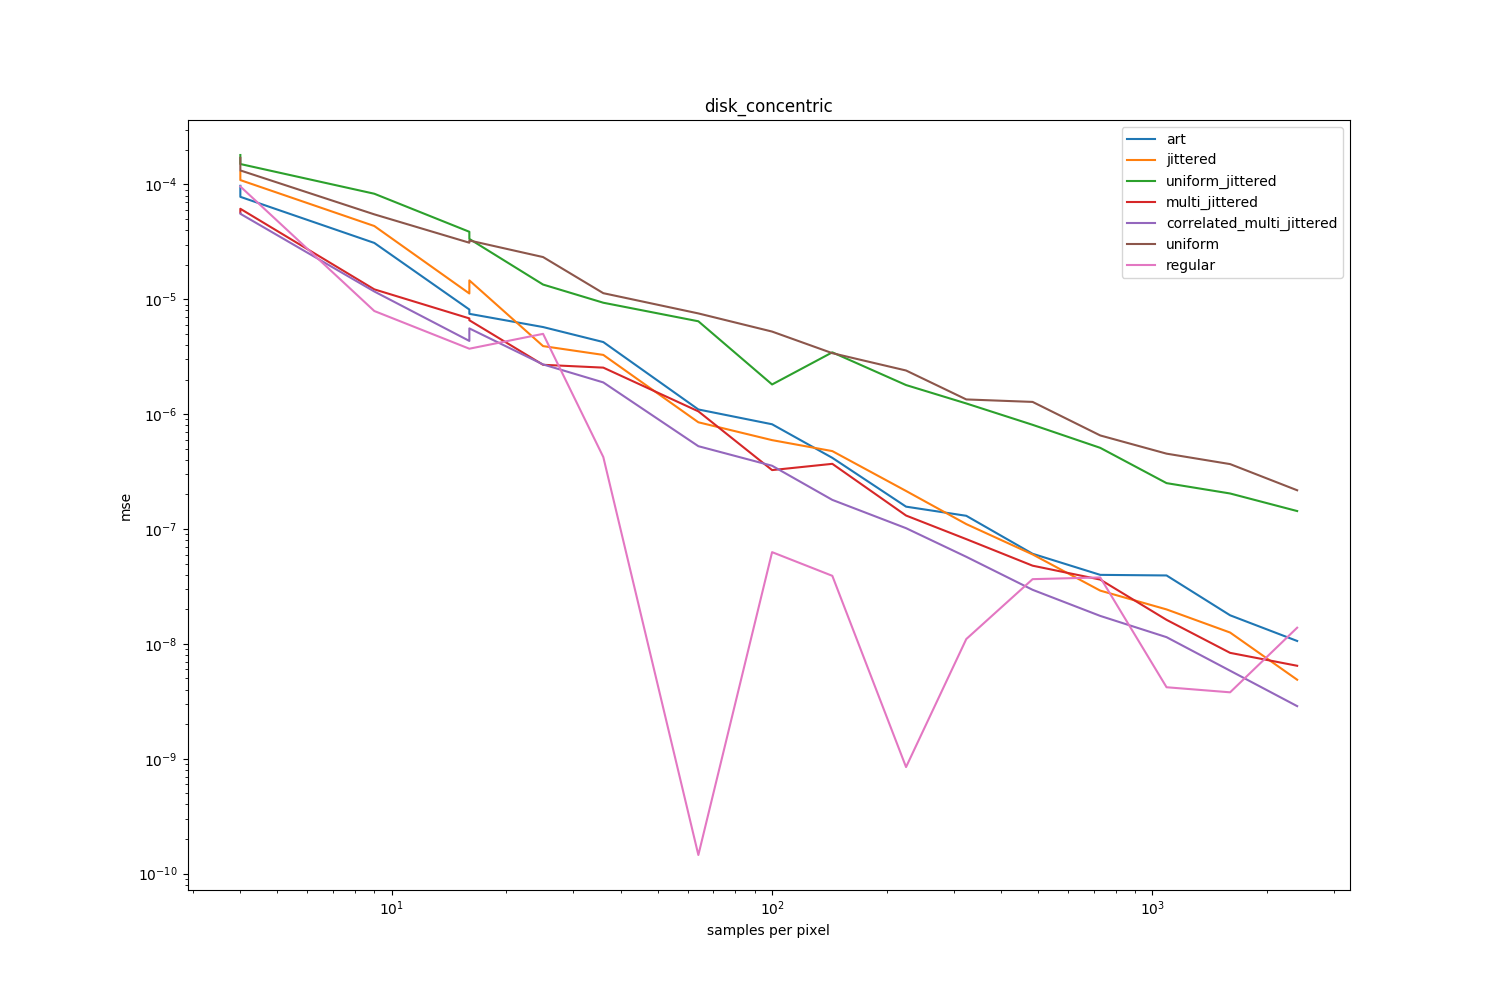 disk_concentric
art
jittered
uniform_jittered
multi_jittered
correlated_multi_jittered
uniform
regular
10⁻⁴
10⁻⁵
10⁻⁶
10⁻⁷
10⁻⁸
10⁻⁹
10⁻¹⁰
mse
10¹ 10² 10³
samples per pixel